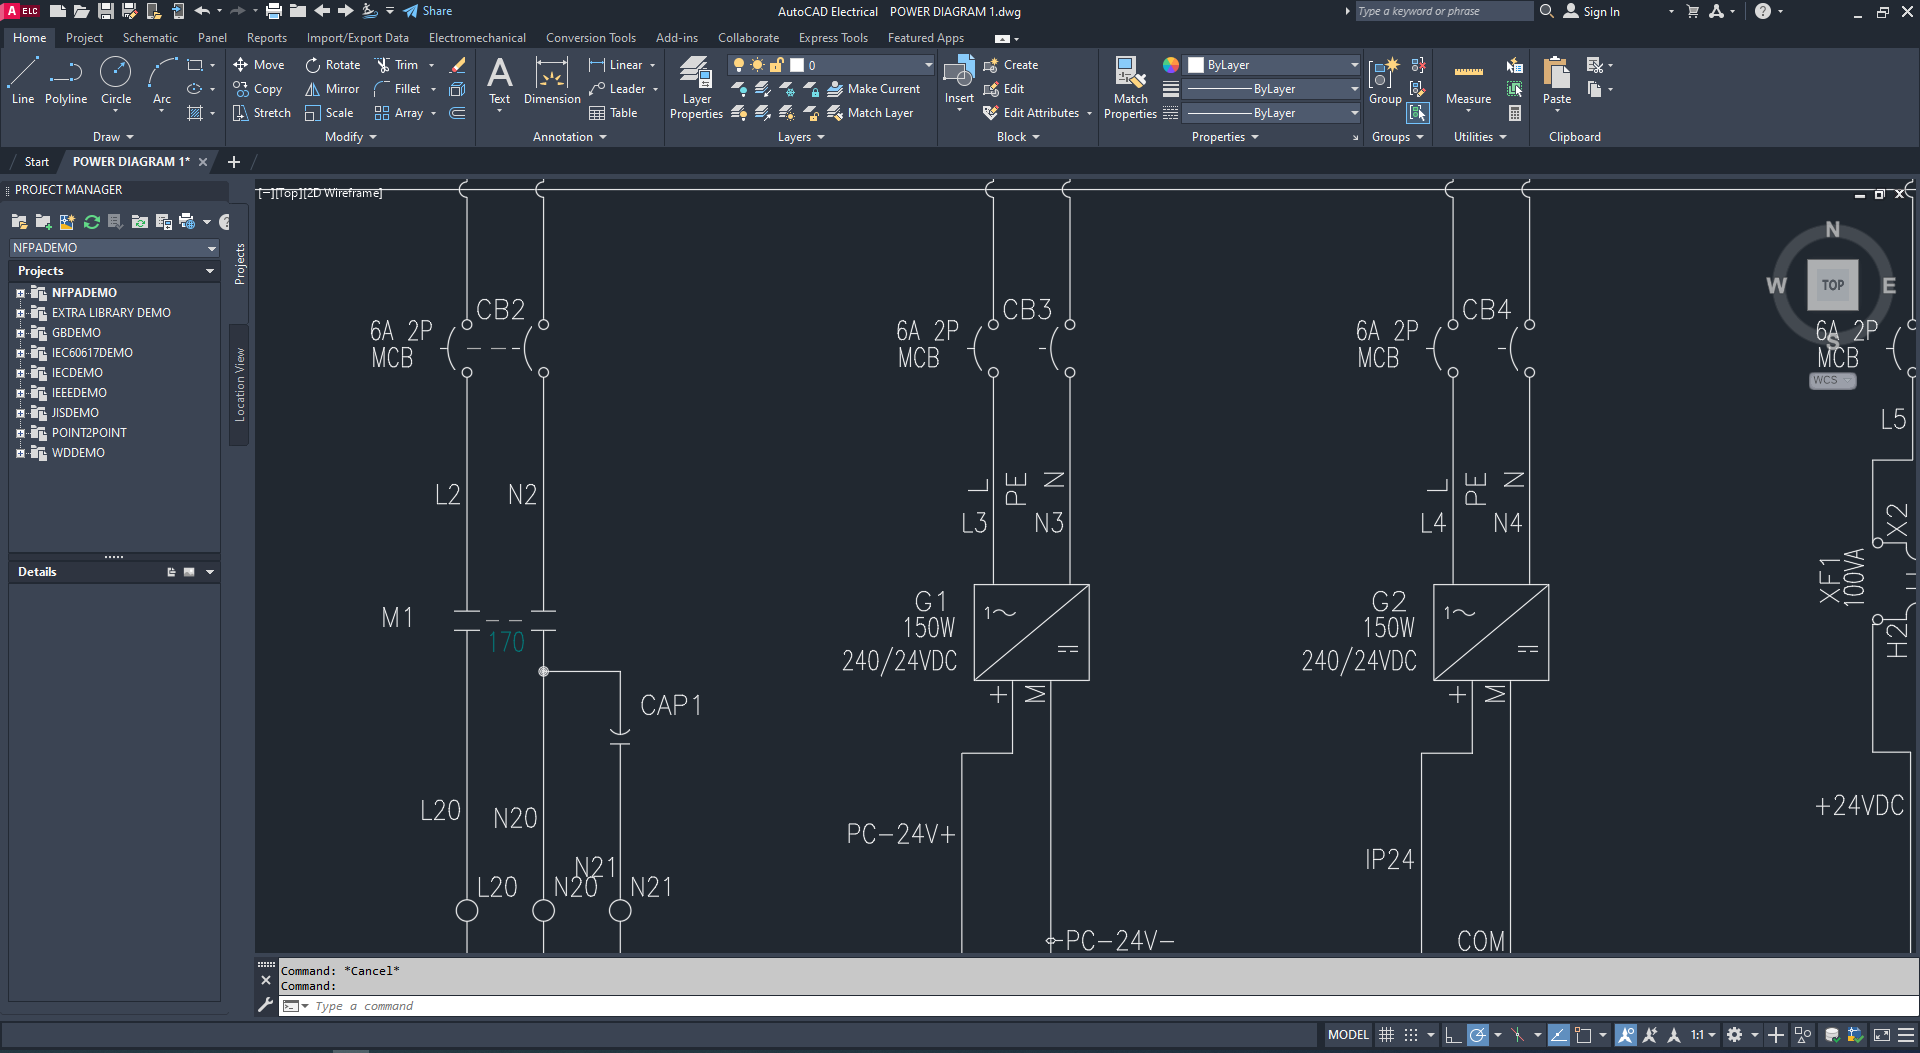 A ELC
Share
AutoCAD Electrical POWER DIAGRAM 1.dwg
Type a keyword or phrase
Sign In
Home Project Schematic Panel Reports Import/Export Data Electromechanical Conversion Tools Add-ins Collaborate Express Tools Featured Apps
Line
Polyline
Circle
Arc
Draw
Move
Rotate
Trim
Copy
Mirror
Fillet
Stretch
Scale
Array
Modify
Text
Dimension
Linear
Leader
Table
Annotation
Layer
Properties
0
Make Current
Match Layer
Layers
Insert
Create
Edit
Edit Attributes
Block
Match
Properties
ByLayer
ByLayer
ByLayer
Properties
Group
Groups
Measure
Utilities
Paste
Clipboard
Start
POWER DIAGRAM 1*
PROJECT MANAGER
NFPADEMO
Projects
NFPADEMO
EXTRA LIBRARY DEMO
GBDEMO
IEC60617DEMO
IECDEMO
IEEEDEMO
JISDEMO
POINT2POINT
WDDEMO
Details
Projects
Location View
[−][Top][2D Wireframe]
N
W
TOP
E
S
WCS
CB2
6A 2P
MCB
CB3
6A 2P
MCB
CB4
6A 2P
MCB
6A 2P
MCB
L5
L2
N2
L
PE
N
L3
N3
L
PE
N
L4
N4
X2
XF1
100VA
H2
M1
170
G1
150W
240/24VDC
1~
+
M
G2
150W
240/24VDC
1~
+
M
CAP1
L20
N20
N21
L20
N20
N21
PC-24V+
PC-24V-
IP24
COM
+24VDC
Command: *Cancel*
Command:
Type a command
MODEL
1:1